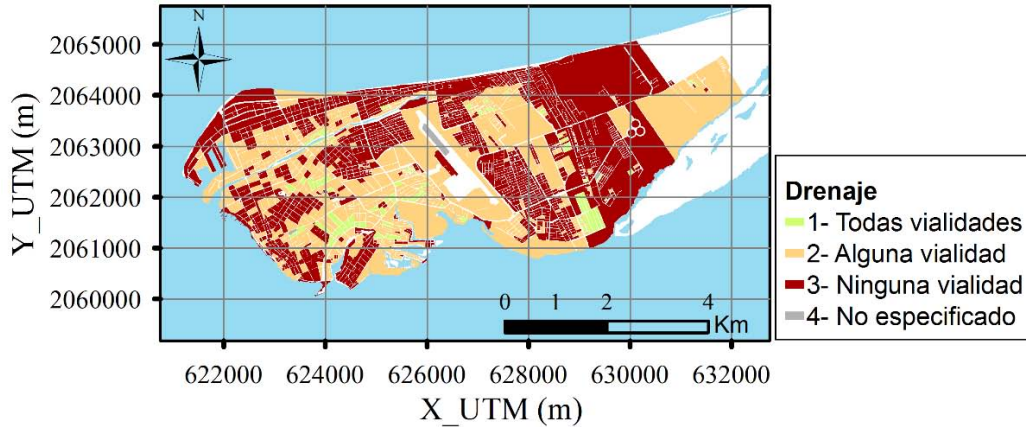 N
2065000
2064000
2063000
2062000
2061000
2060000
Y_UTM (m)
0 1 2 4
Km
622000 624000 626000 628000 630000 632000
X_UTM (m)
Drenaje
1- Todas vialidades
2- Alguna vialidad
3- Ninguna vialidad
4- No especificado